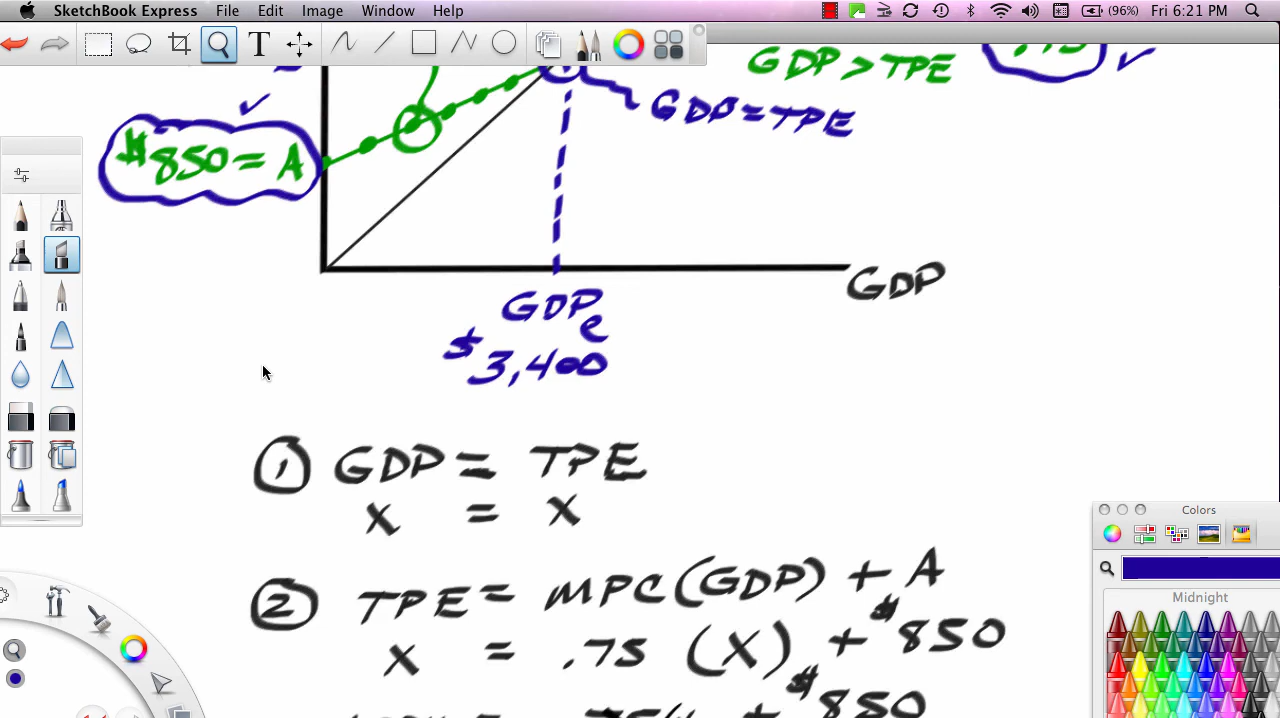 SketchBook Express File Edit Image Window Help (96%) Fri 6:21 PM
T
GDP > TPE
GDP = TPE
$850 = A
GDP
GDPe
$3,400
① GDP = TPE
x = x
② TPE = MPC (GDP) + A
x = .75 (X) + $850
$850
Colors
Midnight